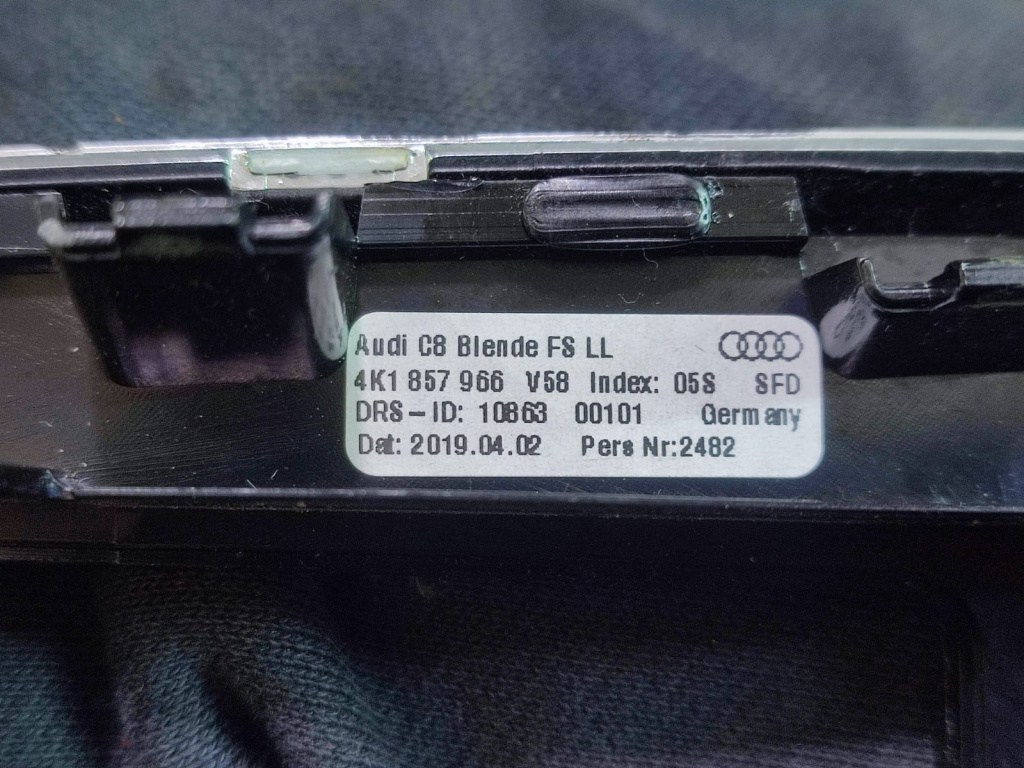 Audi C8 Blende FS LL
4K1 857 966 V58 Index: 05S SFD
DRS-ID: 10863 00101 Germany
Dat: 2019.04.02 Pers Nr:2482